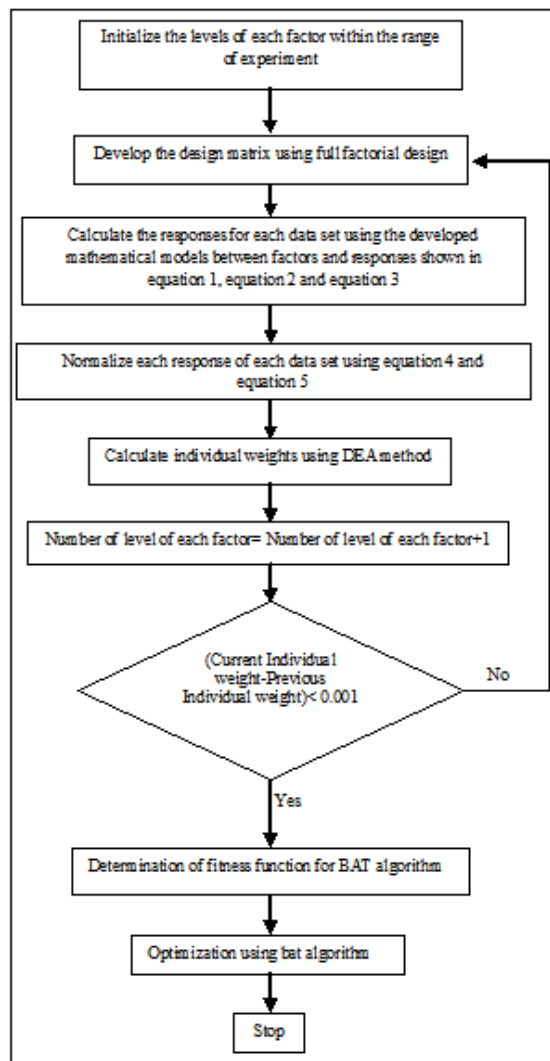 Initialize the levels of each factor within the range
of experiment
Develop the design matrix using full factorial design
Calculate the responses for each data set using the developed
mathematical models between factors and responses shown in
equation 1, equation 2 and equation 3
Normalize each response of each data set using equation 4 and
equation 5
Calculate individual weights using DEA method
Number of level of each factor= Number of level of each factor+1
(Current Individual
weight-Previous
Individual weight)< 0.001
No
Yes
Determination of fitness function for BAT algorithm
Optimization using bat algorithm
Stop